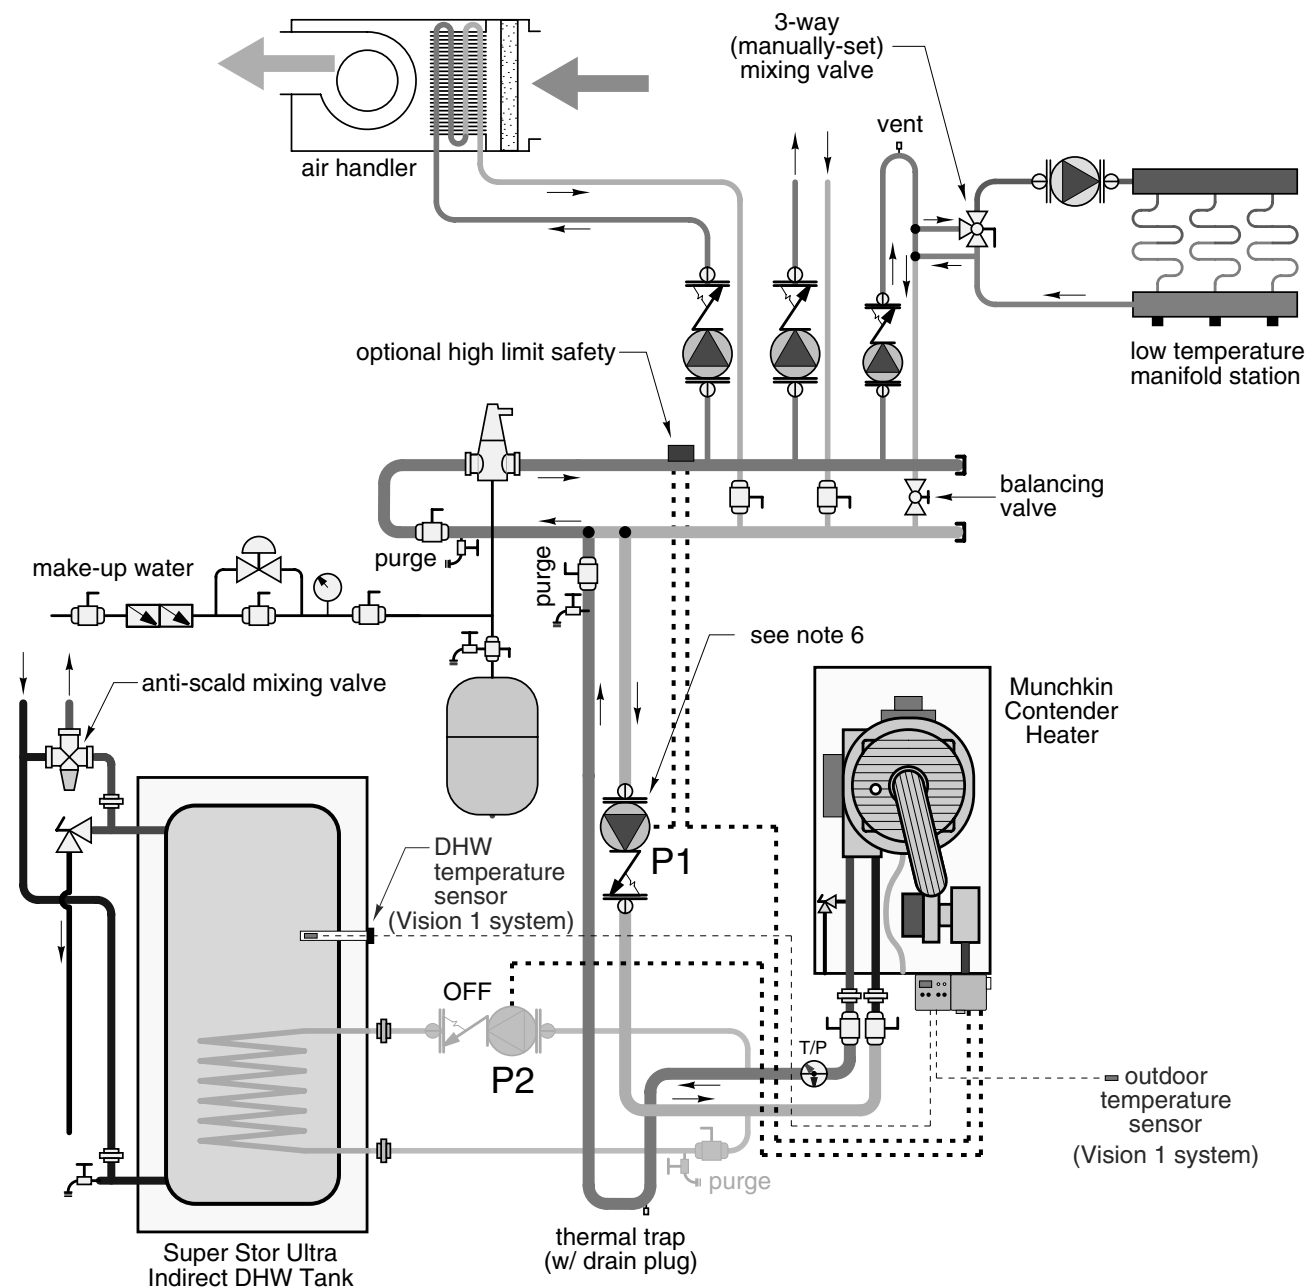 3-way
(manually-set)
mixing valve
vent
air handler
optional high limit safety
low temperature
manifold station
balancing
valve
purge
purge
make-up water
see note 6
anti-scald mixing valve
Munchkin
Contender
Heater
P1
DHW
temperature
sensor
(Vision 1 system)
OFF
P2
T/P
outdoor
temperature
sensor
(Vision 1 system)
purge
thermal trap
(w/ drain plug)
Super Stor Ultra
Indirect DHW Tank